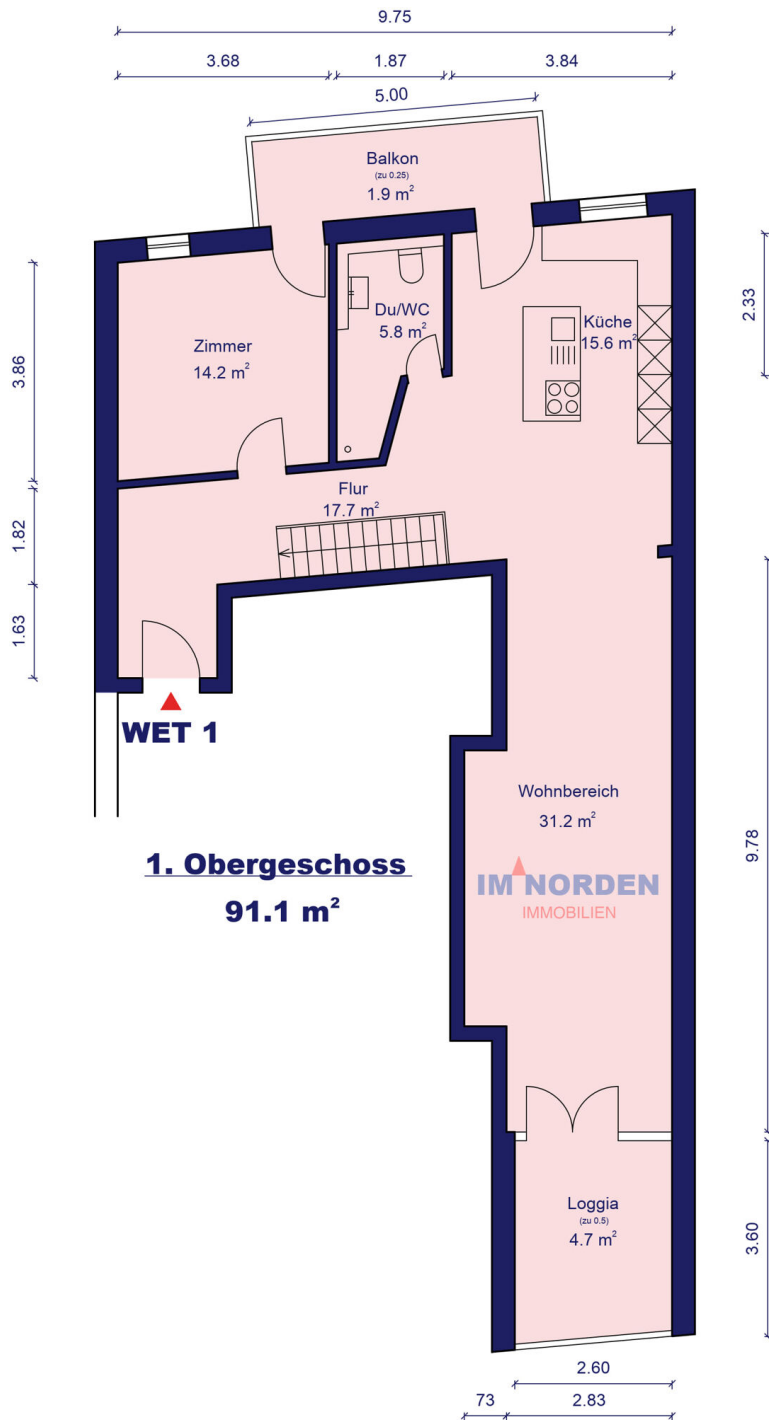 9.75
3.68
1.87
3.84
5.00
Balkon
(zu 0.25)
1.9 m²
2.33
Zimmer
14.2 m²
Du/WC
5.8 m²
Küche
15.6 m²
3.86
Flur
17.7 m²
1.82
1.63
WET 1
Wohnbereich
31.2 m²
9.78
1. Obergeschoss
91.1 m²
IM NORDEN
IMMOBILIEN
Loggia
(zu 0.5)
4.7 m²
3.60
2.60
73
2.83